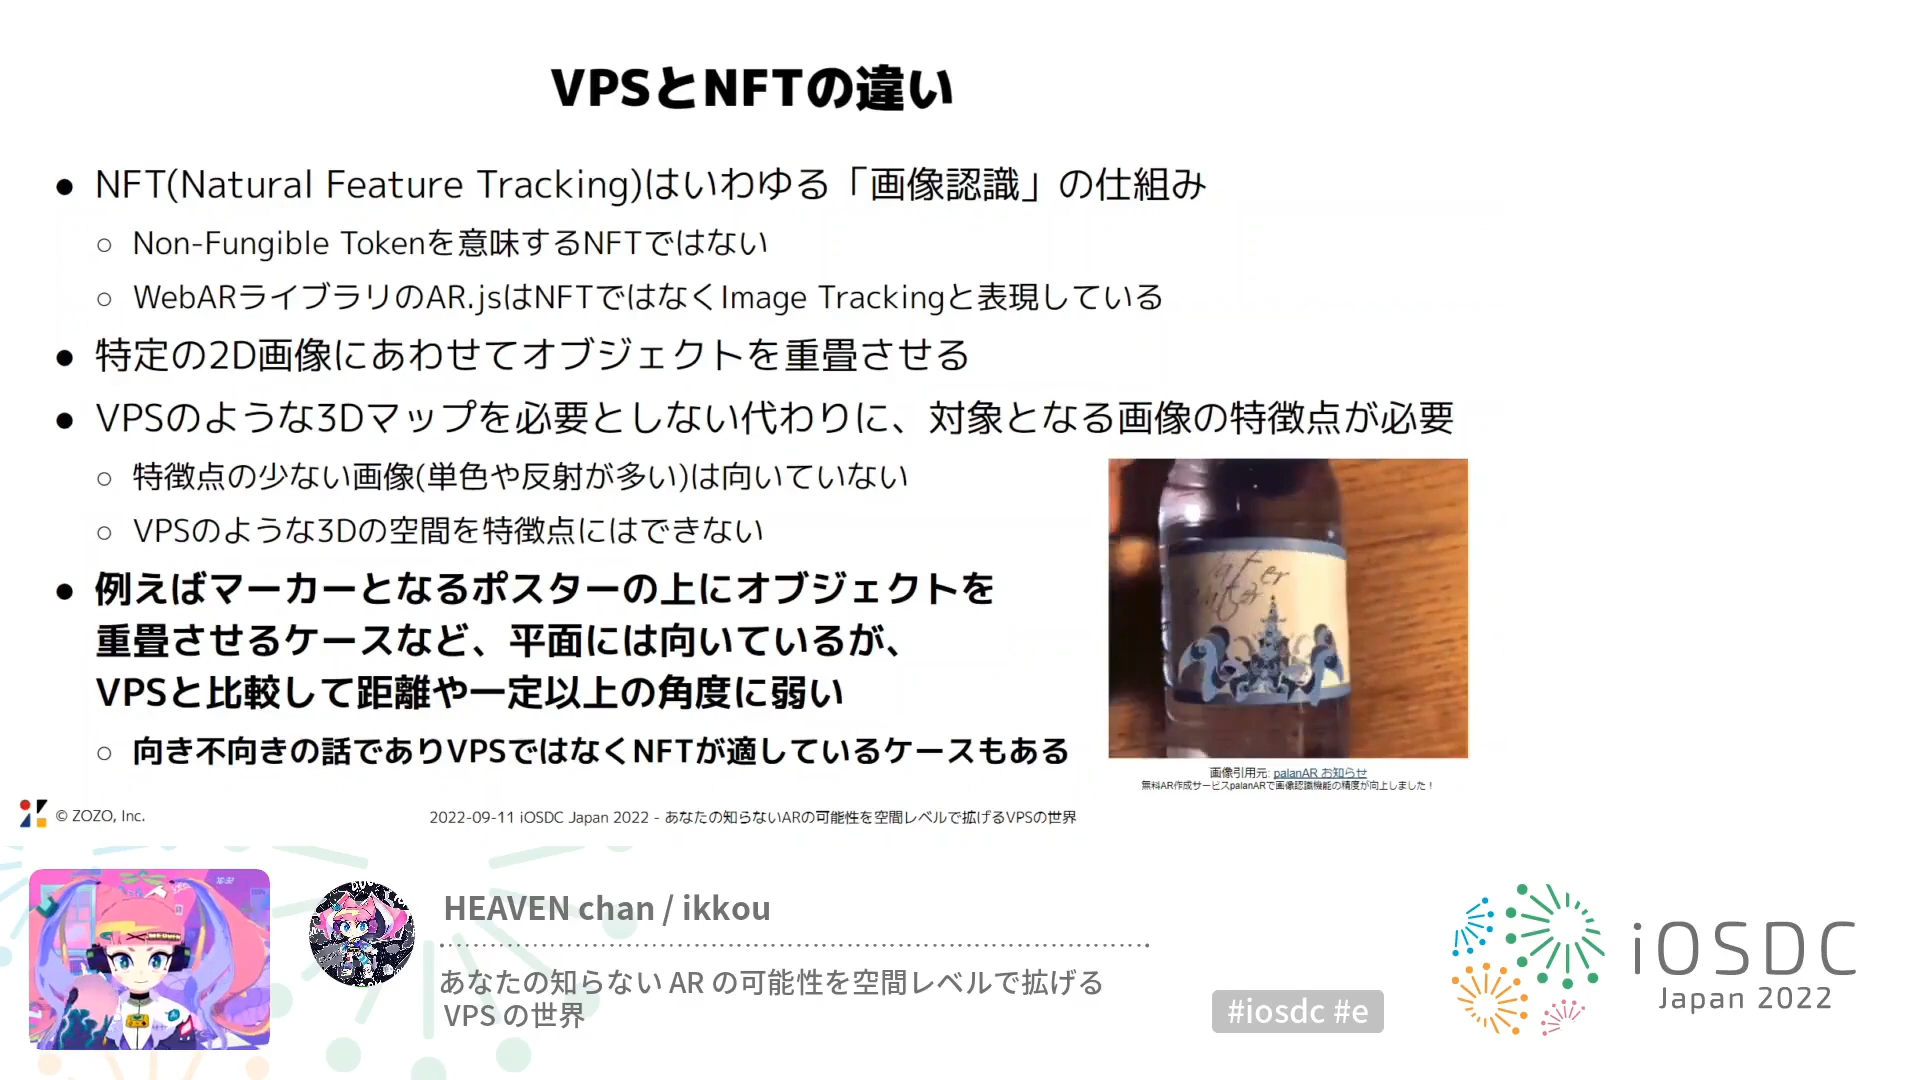 VPSとNFTの違い
● NFT(Natural Feature Tracking)はいわゆる「画像認識」の仕組み
○ Non-Fungible Tokenを意味するNFTではない
○ WebARライブラリのAR.jsはNFTではなくImage Trackingと表現している
● 特定の2D画像にあわせてオブジェクトを重畳させる
● VPSのような3Dマップを必要としない代わりに、対象となる画像の特徴点が必要
○ 特徴点の少ない画像(単色や反射が多い)は向いていない
○ VPSのような3Dの空間を特徴点にはできない
● 例えばマーカーとなるポスターの上にオブジェクトを
重畳させるケースなど、平面には向いているが、
VPSと比較して距離や一定以上の角度に弱い
○ 向き不向きの話でありVPSではなくNFTが適しているケースもある
画像引用元: palanAR お知らせ
無料AR作成サービスpalanARで画像認識機能の精度が向上しました！
© ZOZO, Inc.
2022-09-11 iOSDC Japan 2022 - あなたの知らないARの可能性を空間レベルで拡げるVPSの世界
HEAVEN chan / ikkou
あなたの知らない AR の可能性を空間レベルで拡げる
VPS の世界
#iosdc #e
iOSDC
Japan 2022